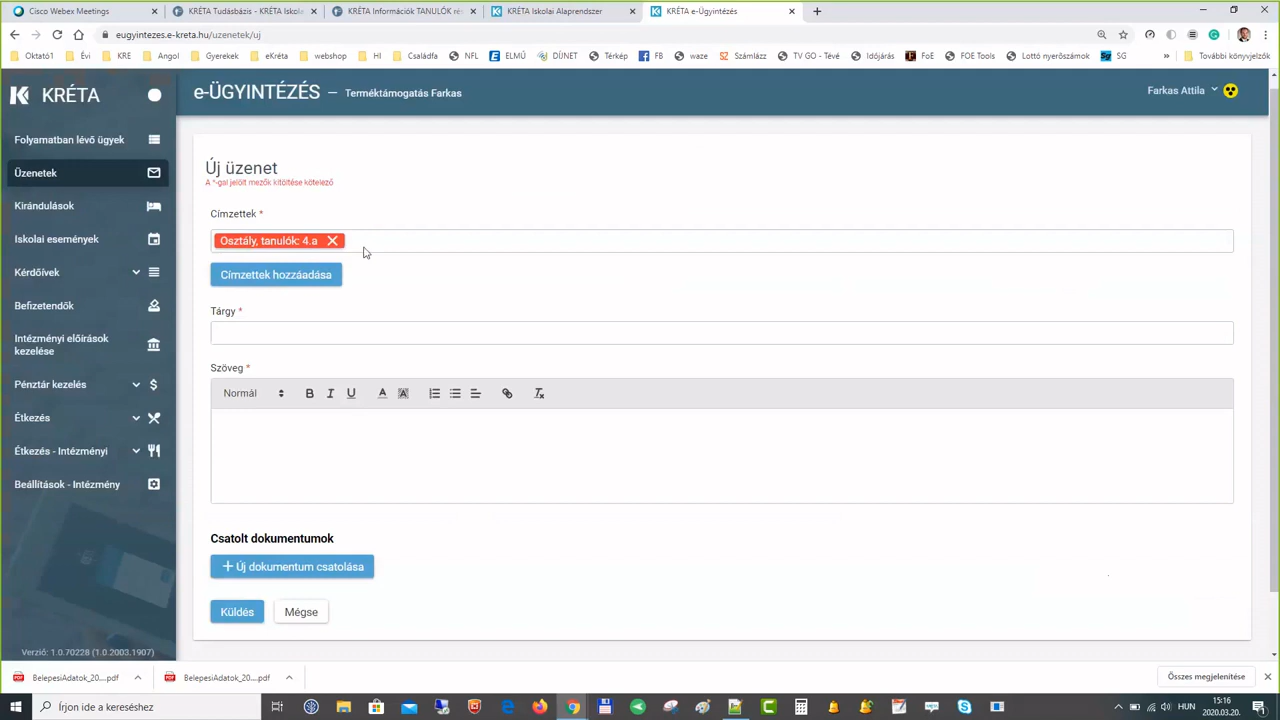 Cisco Webex Meetings
KRÉTA Tudásbázis - KRÉTA Iskola
KRÉTA Információk TANULÓK rés
KRÉTA Iskolai Alaprendszer
KRÉTA e-Ügyintézés
eugyintezes.e-kreta.hu/uzenetek/uj
Oktató1
Évi
KRE
Angol
Gyerekek
eKréta
webshop
HI
Családfa
NFL
ELMŰ
DÜNET
Térkép
FB
waze
Számlázz
TV GO - Tévé
Időjárás
FoE
FOE Tools
Lottó nyerőszámok
SG
»
További könyvjelzők
KRÉTA
e-ÜGYINTÉZÉS — Terméktámogatás Farkas
Farkas Attila
Folyamatban lévő ügyek
Üzenetek
Kirándulások
Iskolai események
Kérdőívek
Befizetendők
Intézményi előírások
kezelése
Pénztár kezelés
Étkezés
Étkezés - Intézményi
Beállítások - Intézmény
Verzió: 1.0.70228 (1.0.2003.1907)
Új üzenet
A *-gal jelölt mezők kitöltése kötelező
Címzettek *
Osztály, tanulók: 4.a
Címzettek hozzáadása
Tárgy *
Szöveg *
Normál
B I U A A
Csatolt dokumentumok
+ Új dokumentum csatolása
Küldés
Mégse
BelepesiAdatok_20....pdf
BelepesiAdatok_20....pdf
Összes megjelenítése
Írjon ide a kereséshez
HUN
15:16
2020.03.20.